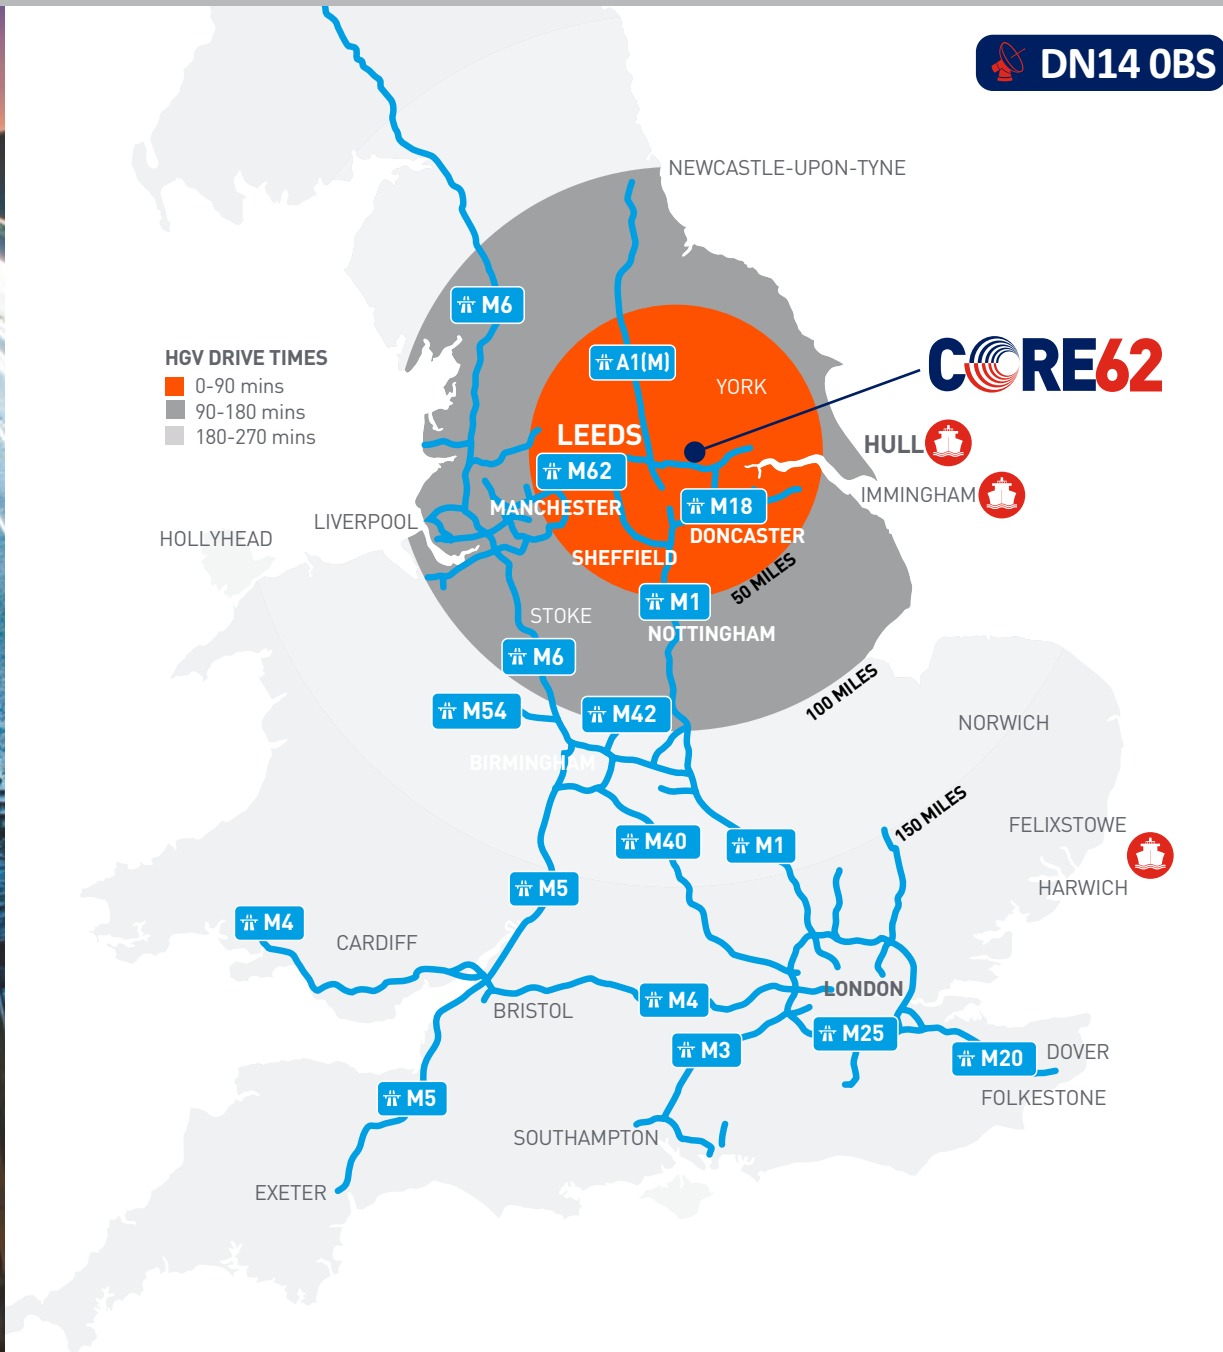 DN14 0BS
NEWCASTLE-UPON-TYNE
M6
HGV DRIVE TIMES
0-90 mins
90-180 mins
180-270 mins
A1(M)
YORK
CORE62
LEEDS
HULL
M62
IMMINGHAM
MANCHESTER
M18
LIVERPOOL
DONCASTER
HOLLYHEAD
SHEFFIELD
50 MILES
M1
STOKE
NOTTINGHAM
M6
100 MILES
M54
M42
NORWICH
BIRMINGHAM
150 MILES
FELIXSTOWE
M40
M1
HARWICH
M5
M4
CARDIFF
LONDON
M4
BRISTOL
M25
M3
M20
DOVER
M5
FOLKESTONE
SOUTHAMPTON
EXETER